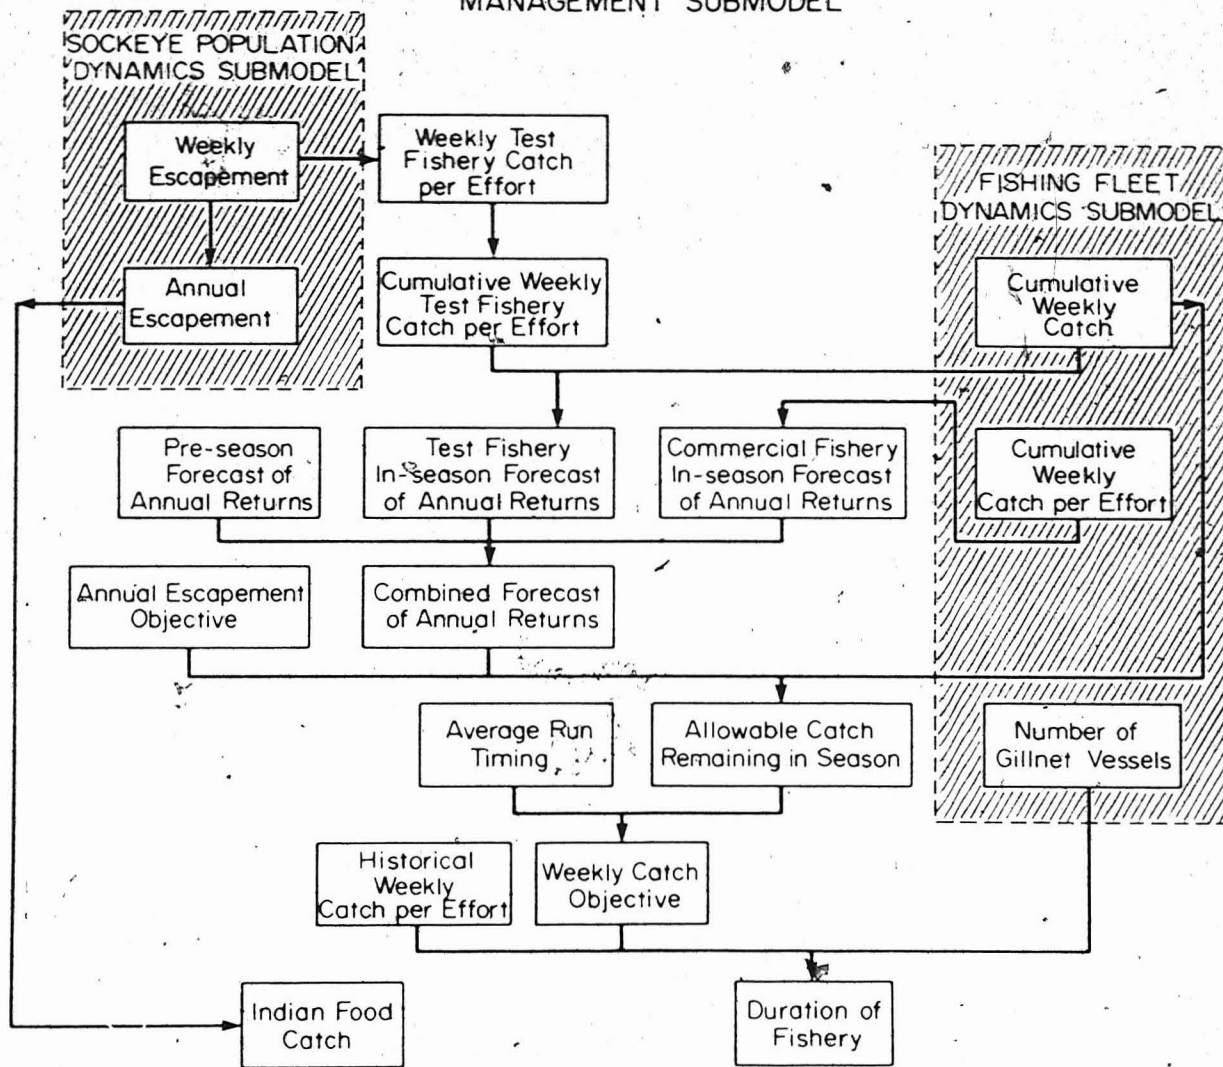 MANAGEMENT SUBMODEL
SOCKEYE POPULATION
DYNAMICS SUBMODEL
Weekly
Escapement
Weekly Test
Fishery Catch
per Effort
FISHING FLEET
DYNAMICS SUBMODEL
Annual
Escapement
Cumulative Weekly
Test Fishery
Catch per Effort
Cumulative
Weekly
Catch
Pre-season
Forecast of
Annual Returns
Test Fishery
In-season Forecast
of Annual Returns
Commercial Fishery
In-season Forecast
of Annual Returns
Cumulative
Weekly
Catch per Effort
Annual Escapement
Objective
Combined Forecast
of Annual Returns
Average Run
Timing
Allowable Catch
Remaining in Season
Number of
Gillnet Vessels
Historical
Weekly
Catch per Effort
Weekly Catch
Objective
Indian Food
Catch
Duration of
Fishery